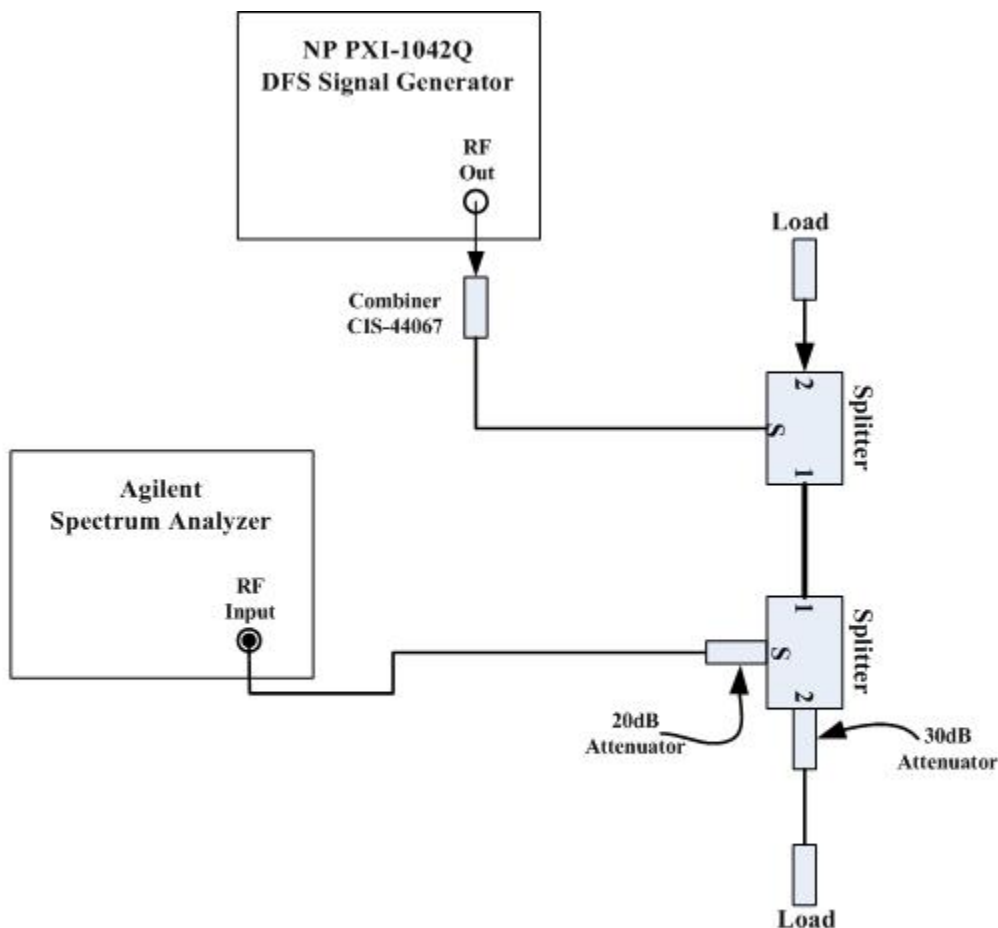 NP PXI-1042Q
DFS Signal Generator
RF
Out
Load
Combiner
CIS-44067
2
S
1
Splitter
Agilent
Spectrum Analyzer
RF
Input
1
S
2
Splitter
20dB
Attenuator
30dB
Attenuator
Load